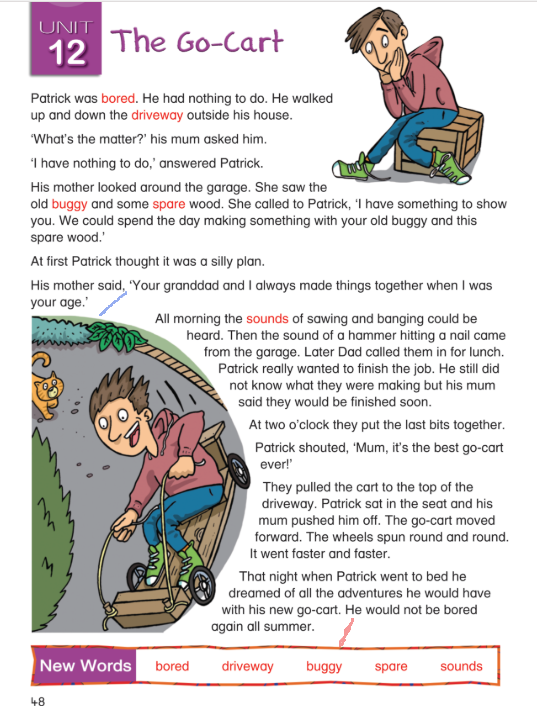 UNIT
12
The Go-Cart
Patrick was bored. He had nothing to do. He walked
up and down the driveway outside his house.
‘What’s the matter?’ his mum asked him.
‘I have nothing to do,’ answered Patrick.
His mother looked around the garage. She saw the
old buggy and some spare wood. She called to Patrick, ‘I have something to show
you. We could spend the day making something with your old buggy and this
spare wood.’
At first Patrick thought it was a silly plan.
His mother said, ‘Your granddad and I always made things together when I was
your age.’
All morning the sounds of sawing and banging could be
heard. Then the sound of a hammer hitting a nail came
from the garage. Later Dad called them in for lunch.
Patrick really wanted to finish the job. He still did
not know what they were making but his mum
said they would be finished soon.
At two o’clock they put the last bits together.
Patrick shouted, ‘Mum, it’s the best go-cart
ever!’
They pulled the cart to the top of the
driveway. Patrick sat in the seat and his
mum pushed him off. The go-cart moved
forward. The wheels spun round and round.
It went faster and faster.
That night when Patrick went to bed he
dreamed of all the adventures he would have
with his new go-cart. He would not be bored
again all summer.
New Words bored driveway buggy spare sounds
48